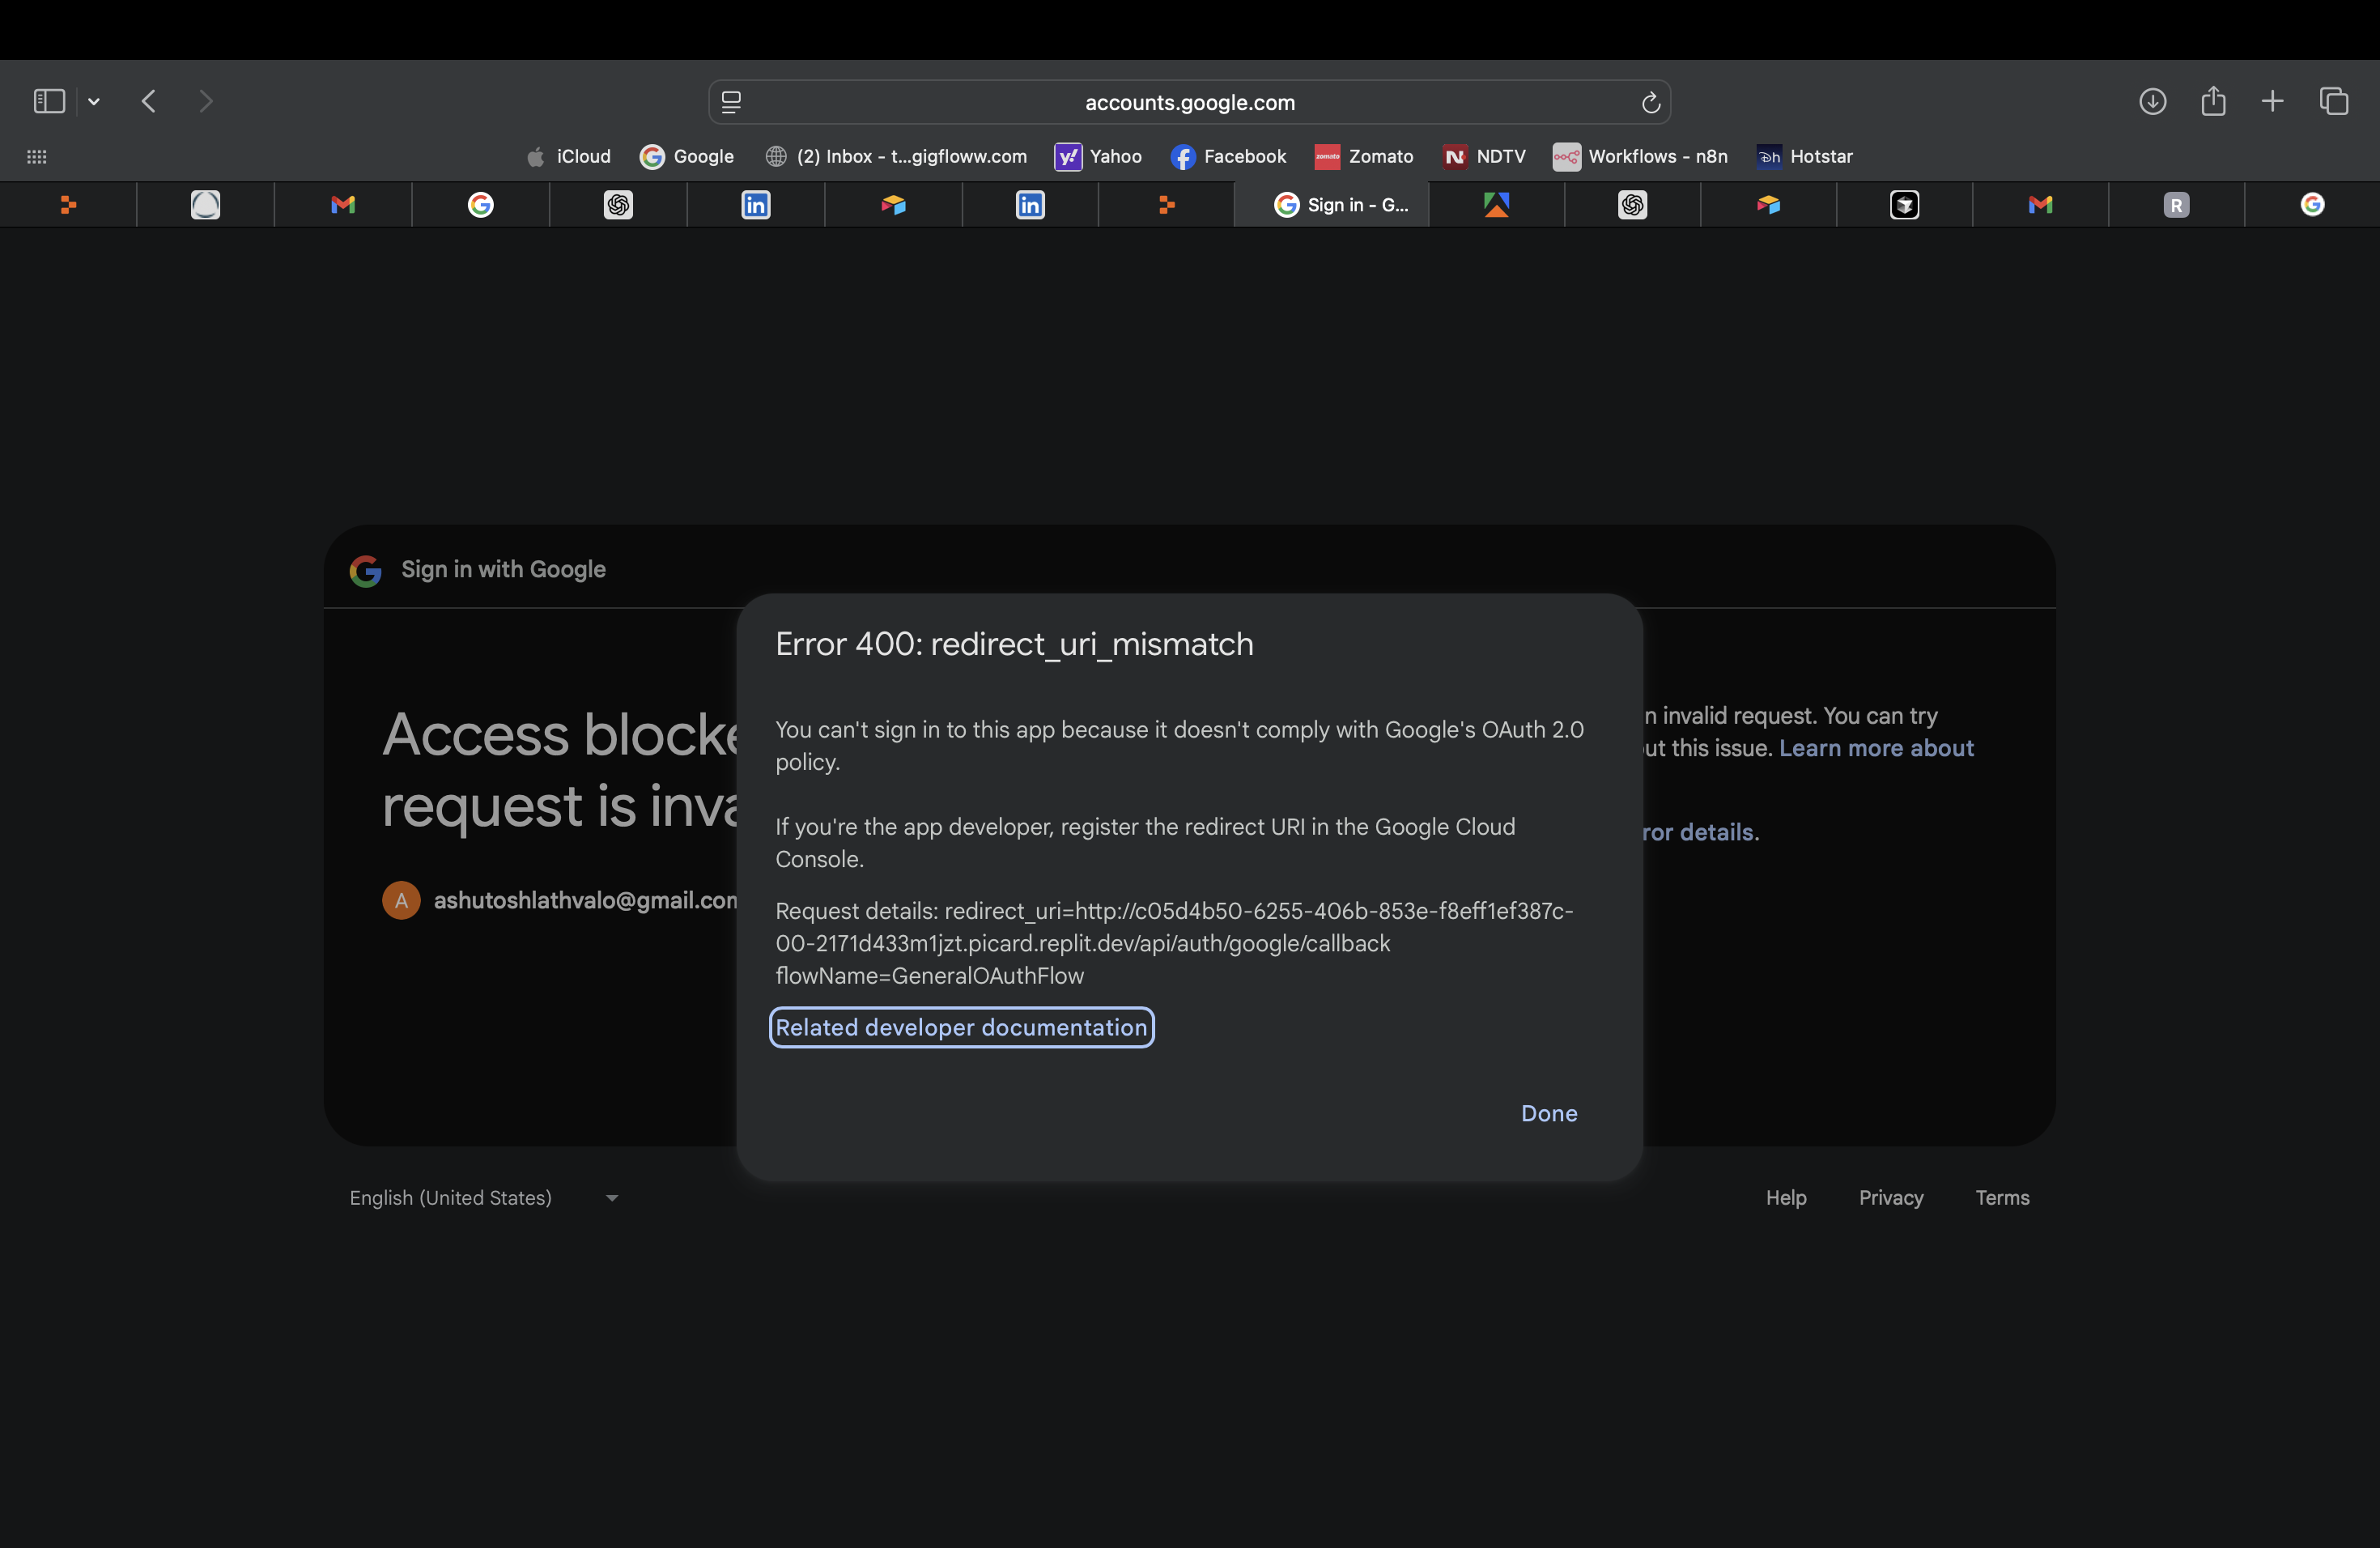 accounts.google.com
iCloud
Google
(2) Inbox - t...gigfloww.com
y! Yahoo
Facebook
zomato Zomato
N NDTV
Workflows - n8n
Dh Hotstar
in
in
Sign in - G...
R
Sign in with Google
Error 400: redirect_uri_mismatch
You can't sign in to this app because it doesn't comply with Google's OAuth 2.0
policy.
If you're the app developer, register the redirect URI in the Google Cloud
Console.
Request details: redirect_uri=http://c05d4b50-6255-406b-853e-f8eff1ef387c-
00-2171d433m1jzt.picard.replit.dev/api/auth/google/callback
flowName=GeneralOAuthFlow
Related developer documentation
Done
Access blocke
request is inva
A ashutoshlathvalo@gmail.com
n invalid request. You can try
ut this issue. Learn more about
ror details.
English (United States)
Help
Privacy
Terms